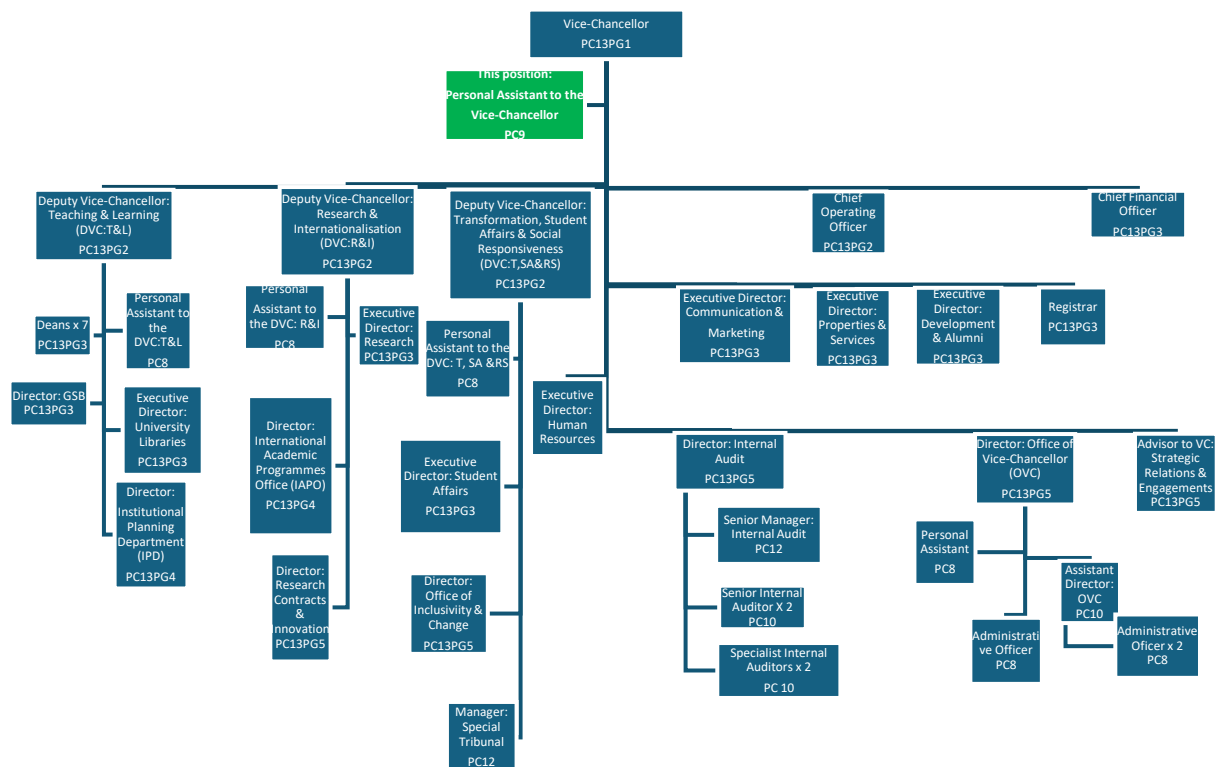 Vice-Chancellor
PC13PG1
This position:
Personal Assistant to the
Vice-Chancellor
PC9
Deputy Vice-Chancellor:
Teaching & Learning
(DVC:T&L)
PC13PG2
Deputy Vice-Chancellor:
Research &
Internationalisation
(DVC:R&I)
PC13PG2
Deputy Vice-Chancellor:
Transformation, Student
Affairs & Social
Responsiveness
(DVC:T,SA&RS)
PC13PG2
Chief
Operating
Officer
PC13PG2
Chief Financial
Officer
PC13PG3
Deans x 7
PC13PG3
Personal
Assistant to
the
DVC:T&L
PC8
Director: GSB
PC13PG3
Executive
Director:
University
Libraries
PC13PG3
Director:
Institutional
Planning
Department
(IPD)
PC13PG4
Personal
Assistant to
the DVC: R&I
PC8
Executive
Director: Research
PC13PG3
Director:
International
Academic
Programmes
Office (IAPO)
PC13PG4
Director:
Research
Contracts
&
Innovation
PC13PG5
Personal
Assistant to the
DVC: T, SA &RS
PC8
Executive
Director: Student
Affairs
PC13PG3
Director:
Office of
Inclusiviity &
Change
PC13PG5
Manager:
Special
Tribunal
PC12
Executive Director:
Communication &
Marketing
PC13PG3
Executive
Director:
Properties &
Services
PC13PG3
Executive
Director:
Development
& Alumni
PC13PG3
Registrar
PC13PG3
Executive
Director:
Human
Resources
Director: Internal
Audit
PC13PG5
Senior Manager:
Internal Audit
PC12
Senior Internal
Auditor X 2
PC10
Specialist Internal
Auditors x 2
PC 10
Director: Office of
Vice-Chancellor
(OVC)
PC13PG5
Advisor to VC:
Strategic
Relations &
Engagements
PC13PG5
Personal
Assistant
PC8
Assistant
Director:
OVC
PC10
Administrati
ve Officer
PC8
Administrative
Oficer x 2
PC8